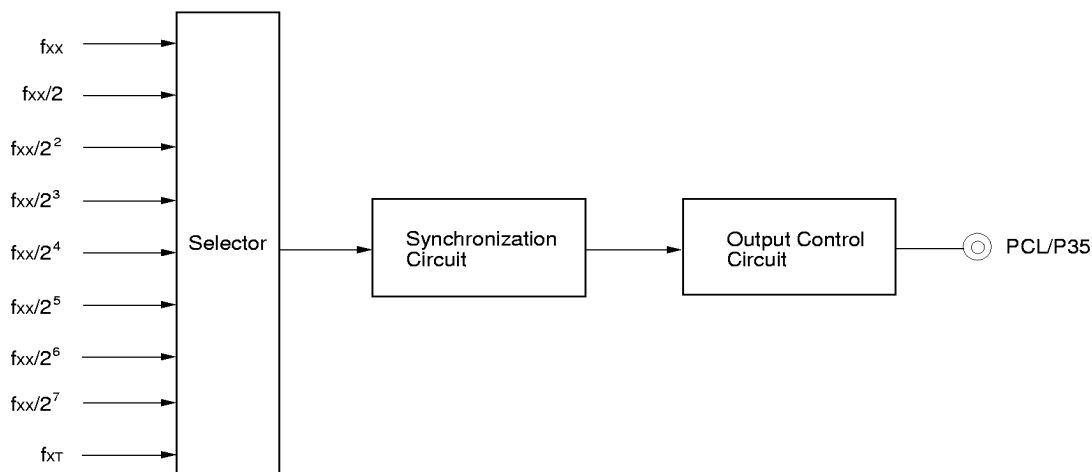 fxx
fxx/2
fxx/2²
fxx/2³
fxx/2⁴
fxx/2⁵
fxx/2⁶
fxx/2⁷
fXT
Selector
Synchronization
Circuit
Output Control
Circuit
PCL/P35